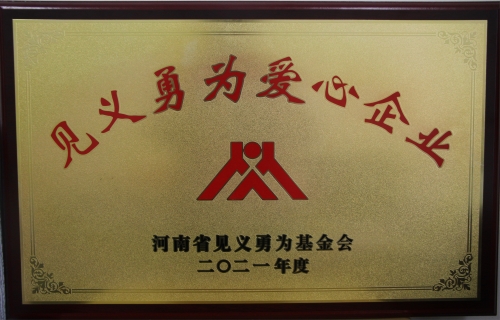 见义勇为爱心企业
河南省见义勇为基金会
二〇二一年度